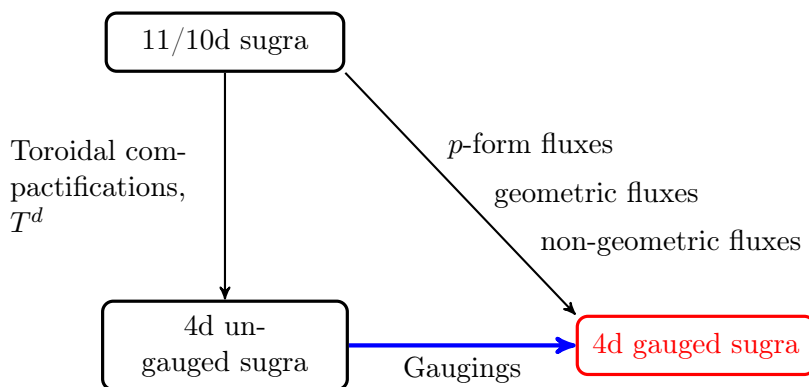 11/10d sugra
Toroidal com-
pactifications,
T^d
p-form fluxes
geometric fluxes
non-geometric fluxes
4d un-
gauged sugra
Gaugings
4d gauged sugra